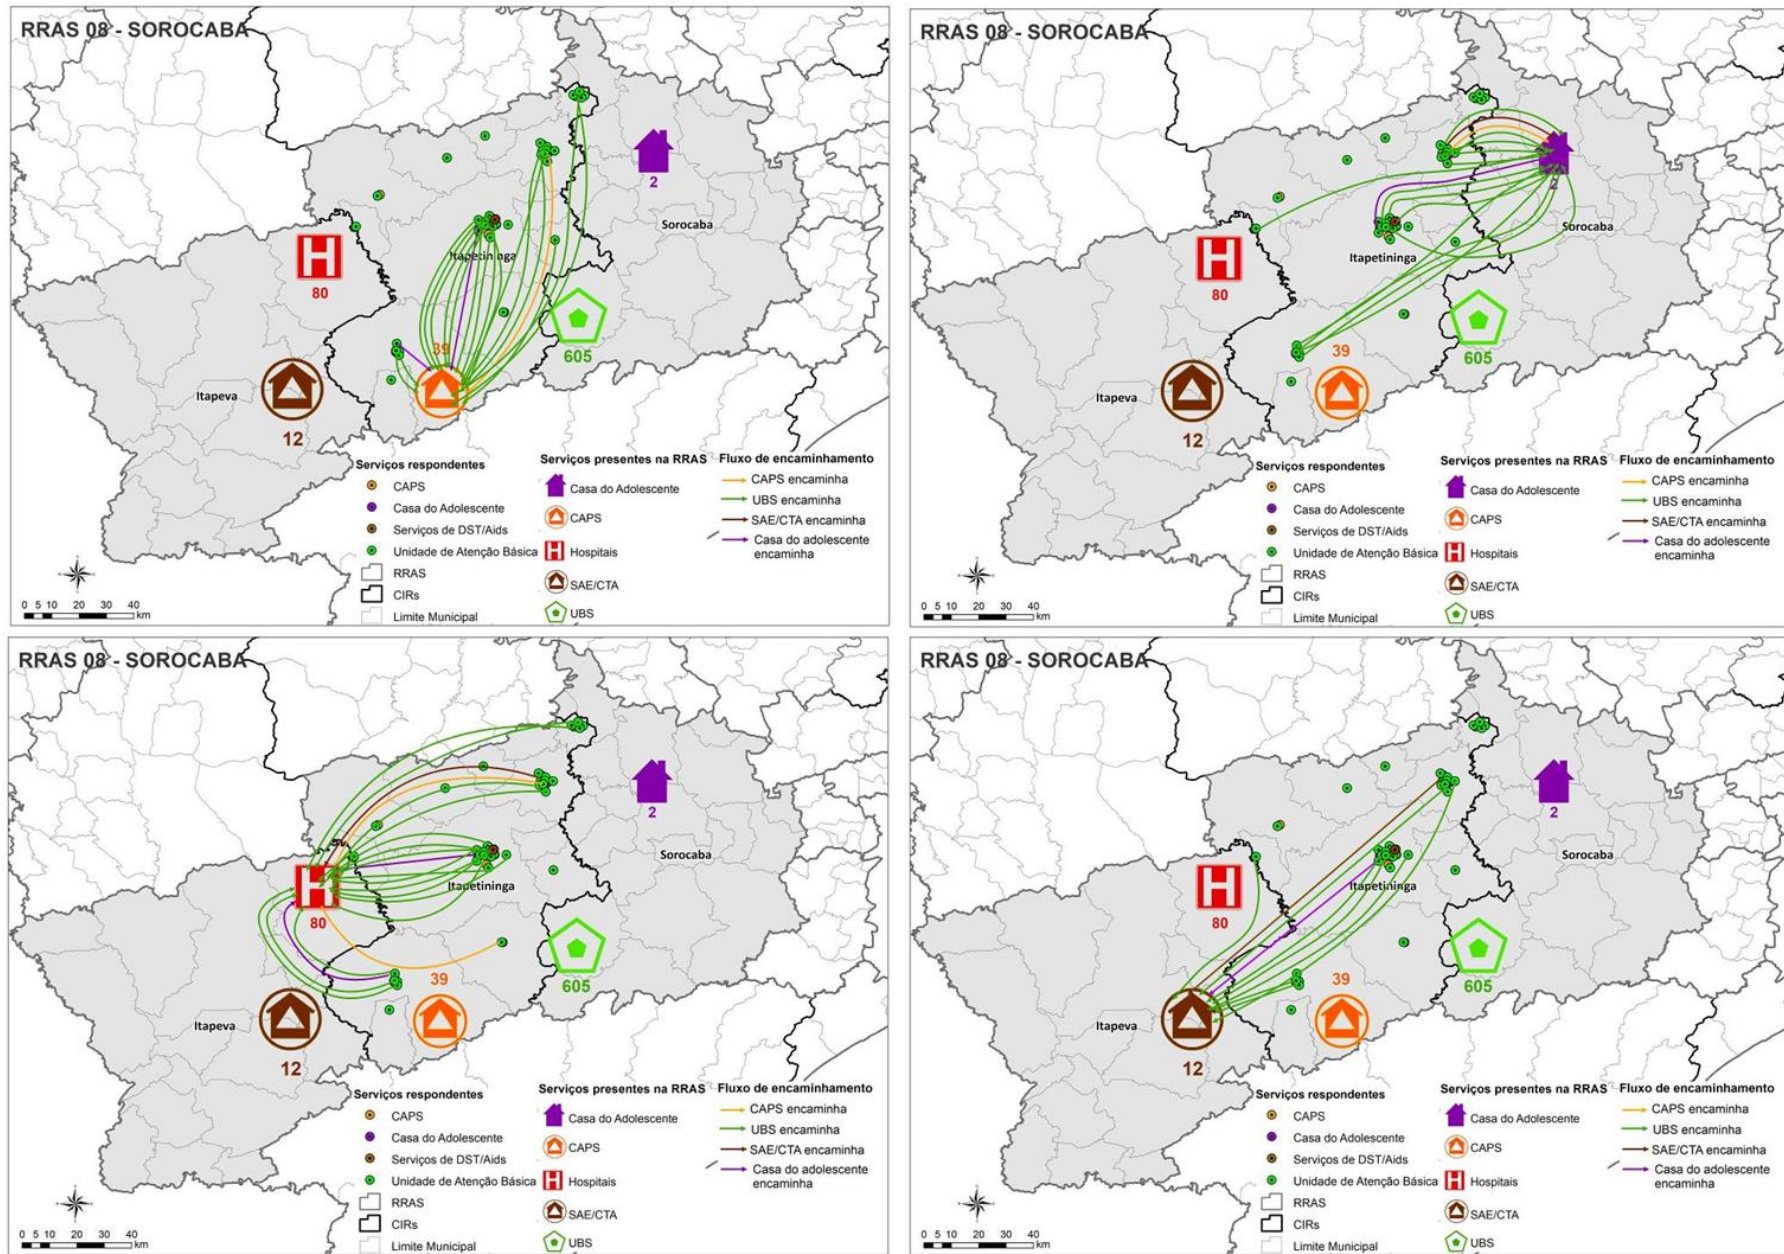 RRAS 08 - SOROCABA
2
Sorocaba
Itapetininga
80
39
605
Itapeva
12
Serviços respondentes
CAPS
Casa do Adolescente
Serviços de DST/Aids
Unidade de Atenção Básica
RRAS
CIRs
Limite Municipal
Serviços presentes na RRAS
Casa do Adolescente
CAPS
H Hospitais
SAE/CTA
UBS
Fluxo de encaminhamento
CAPS encaminha
UBS encaminha
SAE/CTA encaminha
Casa do adolescente
encaminha
0 5 10 20 30 40 km
RRAS 08 - SOROCABA
2
Sorocaba
Itapetininga
H
80
39
605
Itapeva
12
Serviços respondentes
CAPS
Casa do Adolescente
Serviços de DST/Aids
Unidade de Atenção Básica
RRAS
CIRs
Limite Municipal
Serviços presentes na RRAS
Casa do Adolescente
CAPS
H Hospitais
SAE/CTA
UBS
Fluxo de encaminhamento
CAPS encaminha
UBS encaminha
SAE/CTA encaminha
Casa do adolescente
encaminha
0 5 10 20 30 40 km
RRAS 08 - SOROCABA
2
Sorocaba
Itapetininga
H
80
39
605
Itapeva
12
Serviços respondentes
CAPS
Casa do Adolescente
Serviços de DST/Aids
Unidade de Atenção Básica
RRAS
CIRs
Limite Municipal
Serviços presentes na RRAS
Casa do Adolescente
CAPS
H Hospitais
SAE/CTA
UBS
Fluxo de encaminhamento
CAPS encaminha
UBS encaminha
SAE/CTA encaminha
Casa do adolescente
encaminha
0 5 10 20 30 40 km
RRAS 08 - SOROCABA
2
Sorocaba
Itapetininga
H
80
39
605
Itapeva
12
Serviços respondentes
CAPS
Casa do Adolescente
Serviços de DST/Aids
Unidade de Atenção Básica
RRAS
CIRs
Limite Municipal
Serviços presentes na RRAS
Casa do Adolescente
CAPS
H Hospitais
SAE/CTA
UBS
Fluxo de encaminhamento
CAPS encaminha
UBS encaminha
SAE/CTA encaminha
Casa do adolescente
encaminha
0 5 10 20 30 40 km